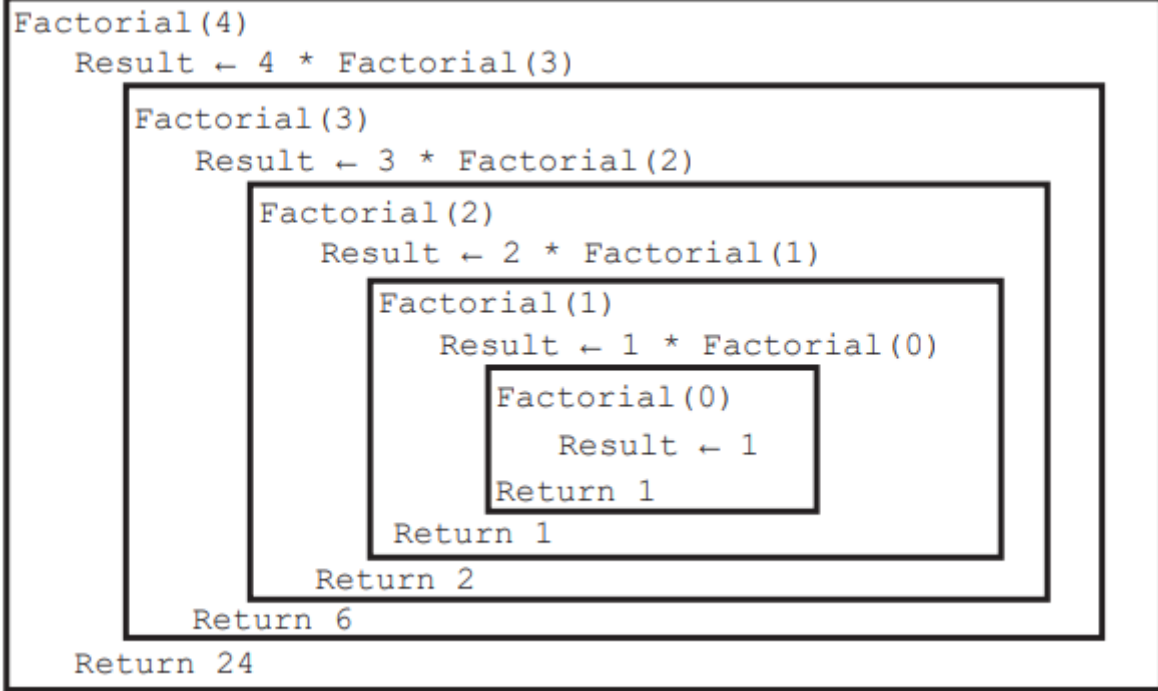 Factorial(4)
Result ← 4 * Factorial(3)
Factorial(3)
Result ← 3 * Factorial(2)
Factorial(2)
Result ← 2 * Factorial(1)
Factorial(1)
Result ← 1 * Factorial(0)
Factorial(0)
Result ← 1
Return 1
Return 1
Return 2
Return 6
Return 24